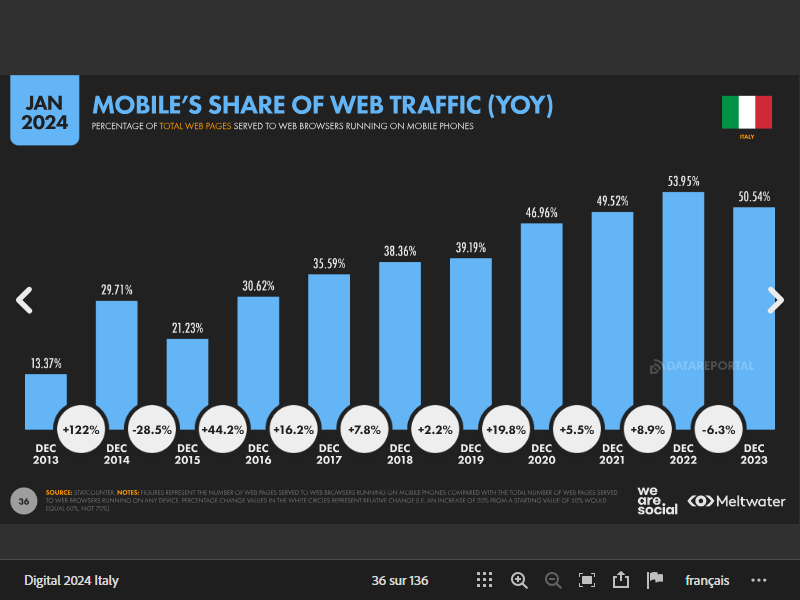 JAN
2024
MOBILE'S SHARE OF WEB TRAFFIC (YOY)
PERCENTAGE OF TOTAL WEB PAGES SERVED TO WEB BROWSERS RUNNING ON MOBILE PHONES
ITALY
13.37%
29.71%
21.23%
30.62%
35.59%
38.36%
39.19%
46.96%
49.52%
53.95%
50.54%
DATAREPORTAL
+122%
-28.5%
+44.2%
+16.2%
+7.8%
+2.2%
+19.8%
+5.5%
+8.9%
-6.3%
DEC
2013
DEC
2014
DEC
2015
DEC
2016
DEC
2017
DEC
2018
DEC
2019
DEC
2020
DEC
2021
DEC
2022
DEC
2023
36
SOURCE: STATCOUNTER. NOTES: FIGURES REPRESENT THE NUMBER OF WEB PAGES SERVED TO WEB BROWSERS RUNNING ON MOBILE PHONES COMPARED WITH THE TOTAL NUMBER OF WEB PAGES SERVED
TO WEB BROWSERS RUNNING ON ANY DEVICE. PERCENTAGE CHANGE VALUES IN THE WHITE CIRCLES REPRESENT RELATIVE CHANGE (I.E. AN INCREASE OF 20% FROM A STARTING VALUE OF 50% WOULD
EQUAL 60%, NOT 70%).
we
are.
social
Meltwater
Digital 2024 Italy
36 sur 136
français